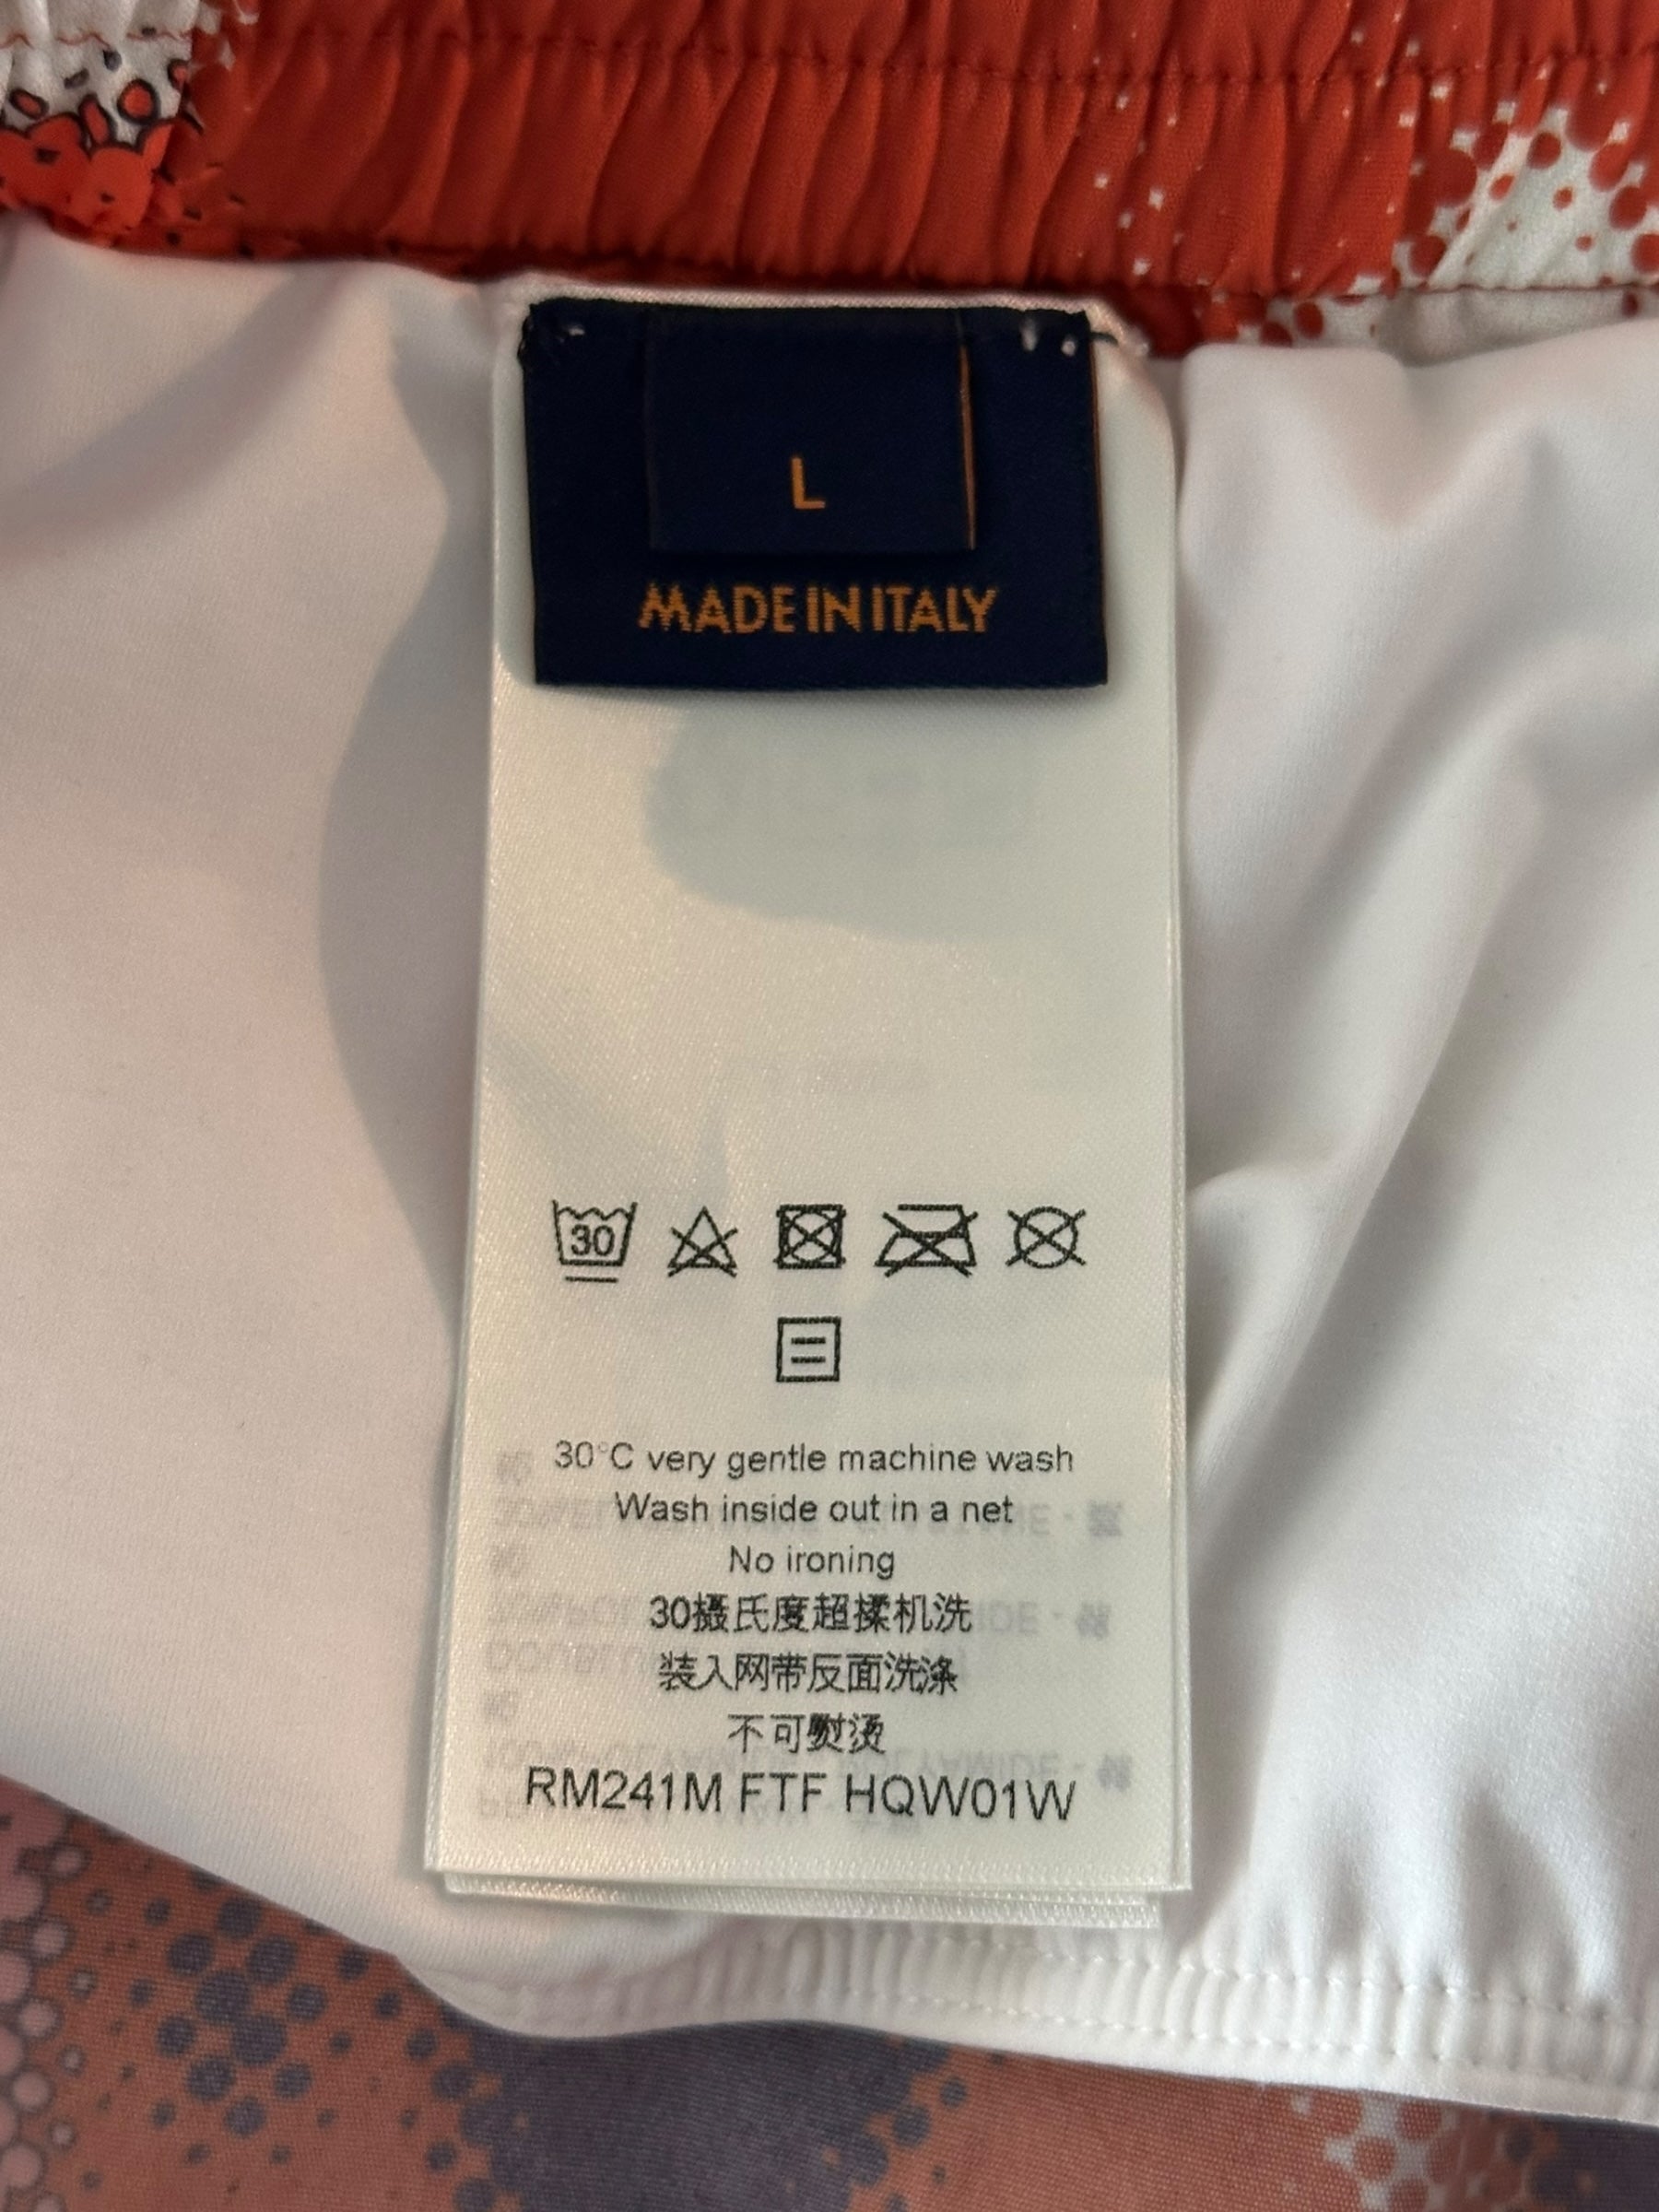 L
MADE IN ITALY
30
30°C very gentle machine wash
Wash inside out in a net
No ironing
30摄氏度超揉机洗
装入网带反面洗涤
不可熨烫
RM241M FTF HQW01W